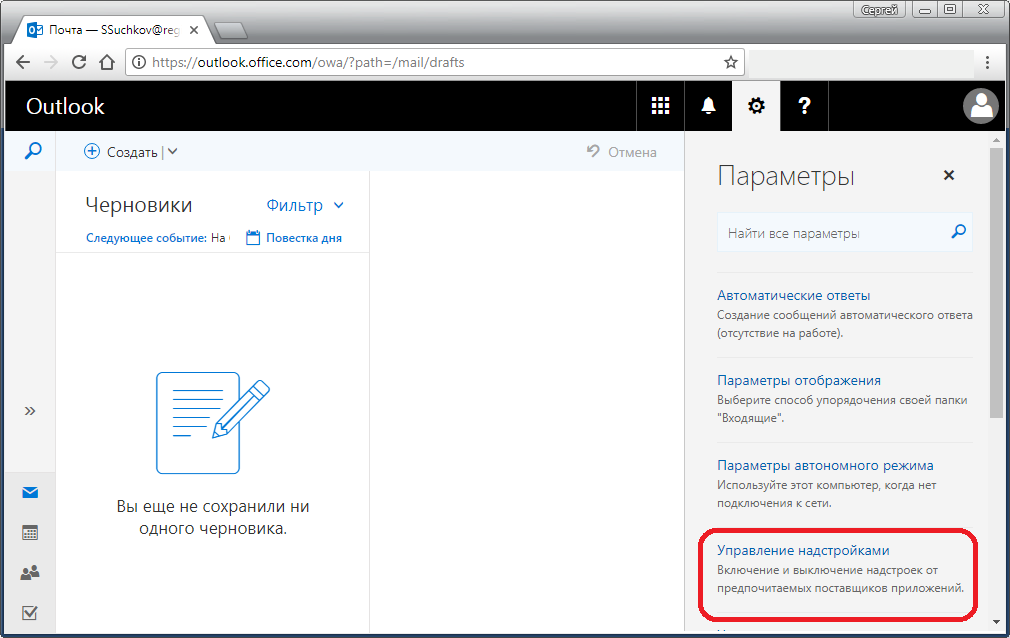 Сергей
Почта — SSuchkov@reg
https://outlook.office.com/owa/?path=/mail/drafts
Outlook
Создать
Отмена
Черновики
Фильтр
Следующее событие: На
Повестка дня
Вы еще не сохранили ни
одного черновика.
Параметры
Найти все параметры
Автоматические ответы
Создание сообщений автоматического ответа
(отсутствие на работе).
Параметры отображения
Выберите способ упорядочения своей папки
"Входящие".
Параметры автономного режима
Используйте этот компьютер, когда нет
подключения к сети.
Управление надстройками
Включение и выключение надстроек от
предпочитаемых поставщиков приложений.